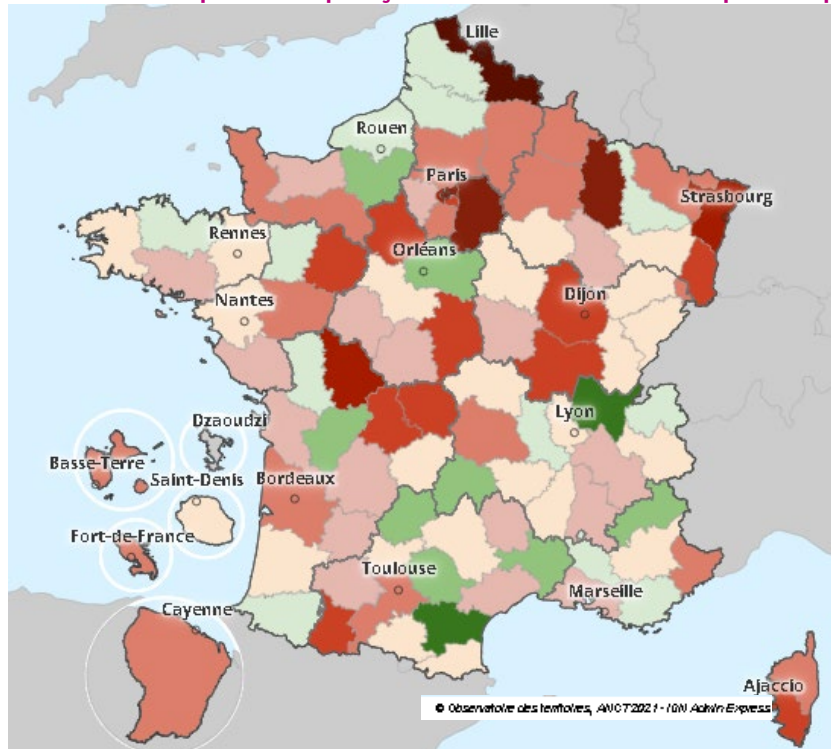 Lille
Rouen
Paris
Strasbourg
Rennes
Orléans
Nantes
Dijon
Dzaoudzi
Lyon
Basse-Terre
Saint-Denis
Bordeaux
Fort-de-France
Toulouse
Marseille
Cayenne
Ajaccio
© Observatoire des territoires, ANCT 2021 - IGN Admin Express